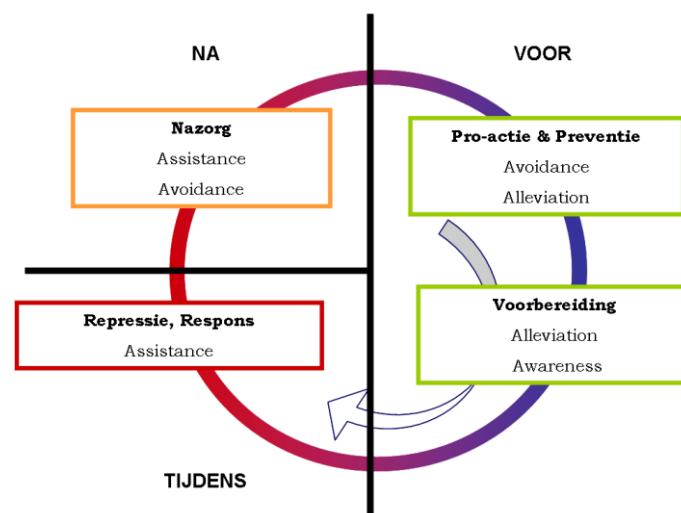 NA
VOOR
Nazorg
Assistance
Avoidance
Pro-actie & Preventie
Avoidance
Alleviation
Repressie, Respons
Assistance
Voorbereiding
Alleviation
Awareness
TIJDENS